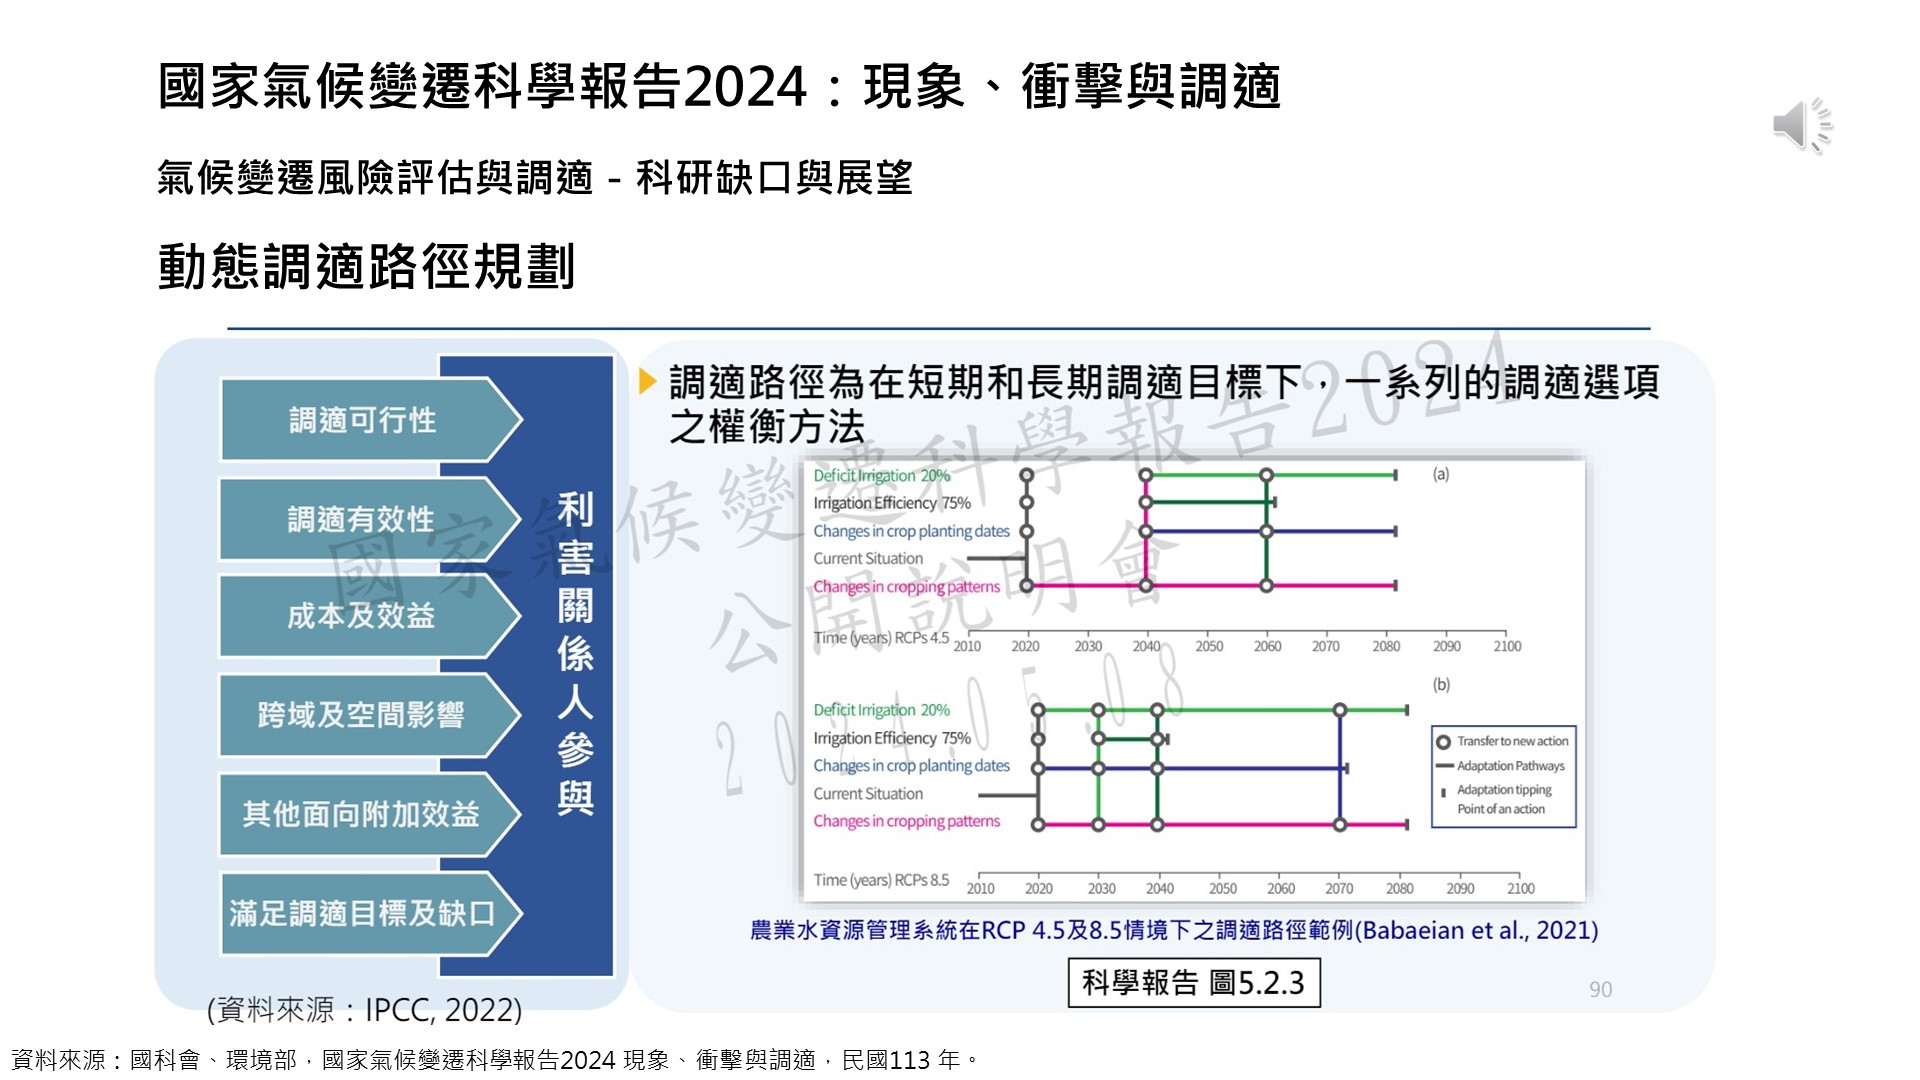 國家氣候變遷科學報告2024：現象、衝擊與調適
氣候變遷風險評估與調適 - 科研缺口與展望
動態調適路徑規劃
調適可行性
調適有效性
成本及效益
跨域及空間影響
其他面向附加效益
滿足調適目標及缺口
利害關係人參與
(資料來源：IPCC, 2022)
調適路徑為在短期和長期調適目標下，一系列的調適選項
之權衡方法
國家氣候變遷科學報告2024
公開說明會
2024.05.08
Deficit Irrigation 20%
(a)
Irrigation Efficiency 75%
Changes in crop planting dates
Current Situation
Changes in cropping patterns
Time (years) RCPs 4.5
2010 2020 2030 2040 2050 2060 2070 2080 2090 2100
(b)
Deficit Irrigation 20%
Irrigation Efficiency 75%
Changes in crop planting dates
Current Situation
Changes in cropping patterns
Transfer to new action
Adaptation Pathways
Adaptation tipping
Point of an action
Time (years) RCPs 8.5
2010 2020 2030 2040 2050 2060 2070 2080 2090 2100
農業水資源管理系統在RCP 4.5及8.5情境下之調適路徑範例(Babaeian et al., 2021)
科學報告 圖5.2.3
90
資料來源：國科會、環境部，國家氣候變遷科學報告2024 現象、衝擊與調適，民國113 年。